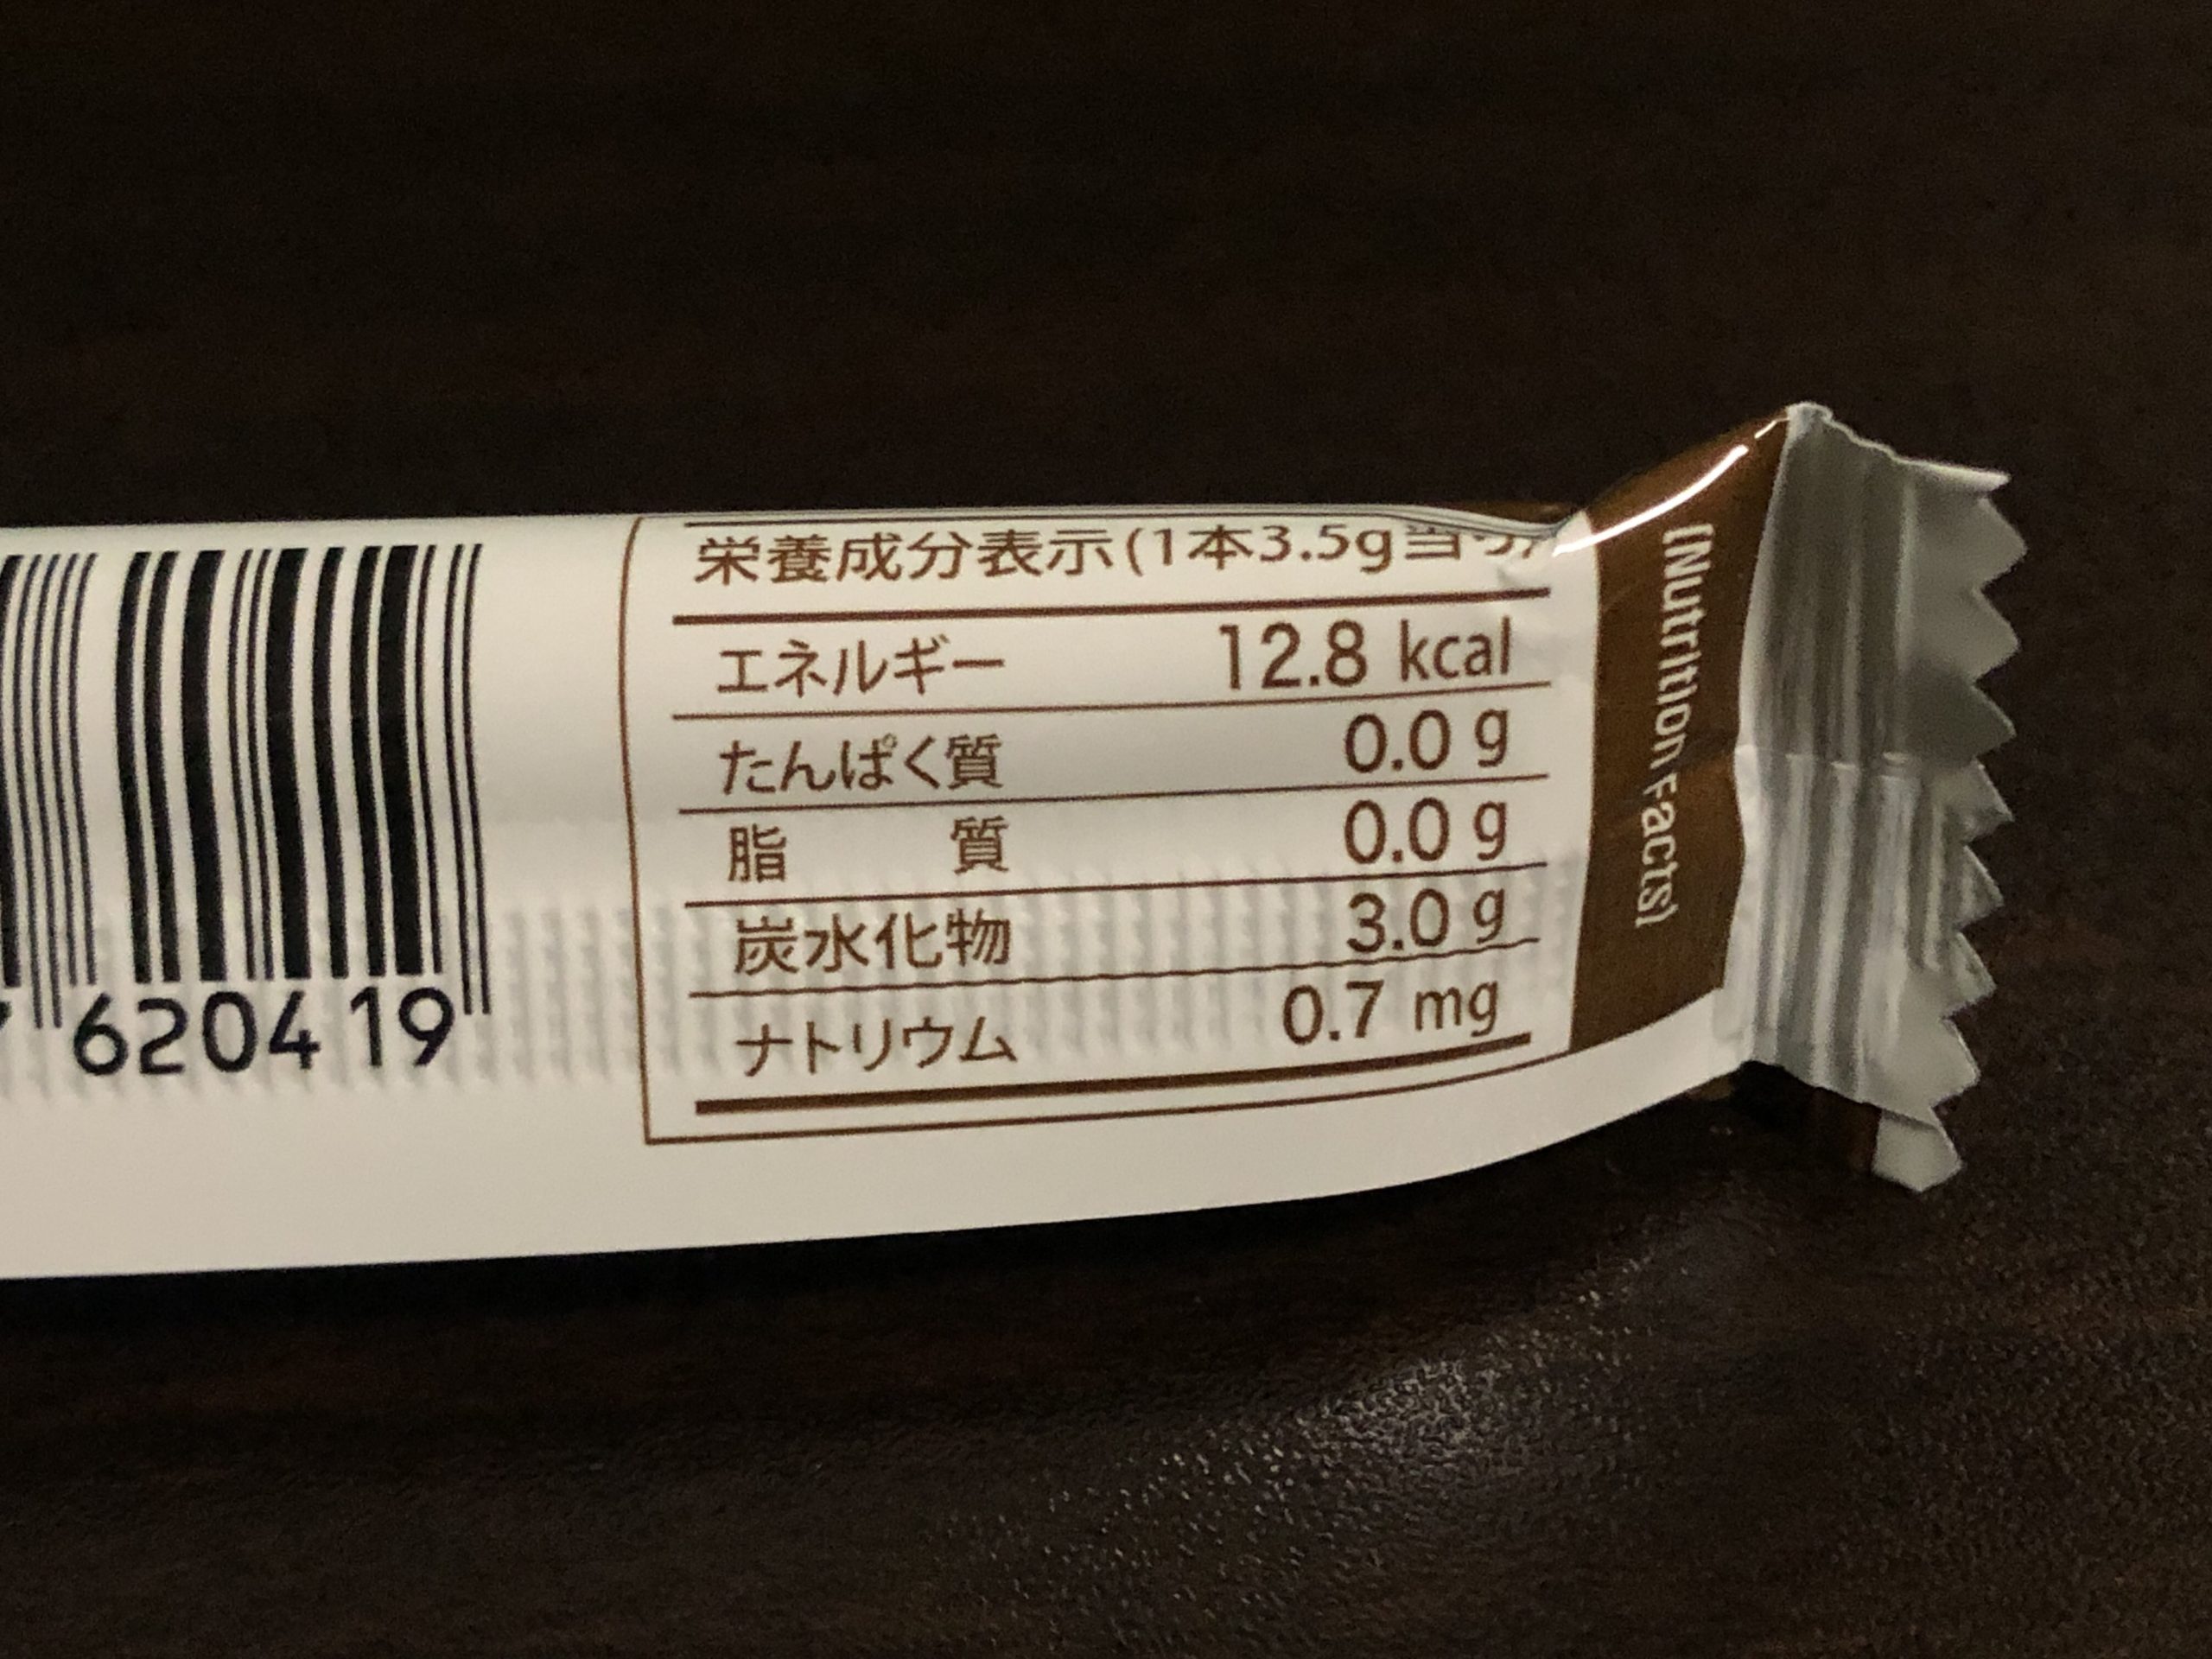 栄養成分表示(1本3.5g当り)
エネルギー 12.8 kcal
たんぱく質 0.0 g
脂質 0.0 g
炭水化物 3.0 g
ナトリウム 0.7 mg
(Nutrition Facts)
620419